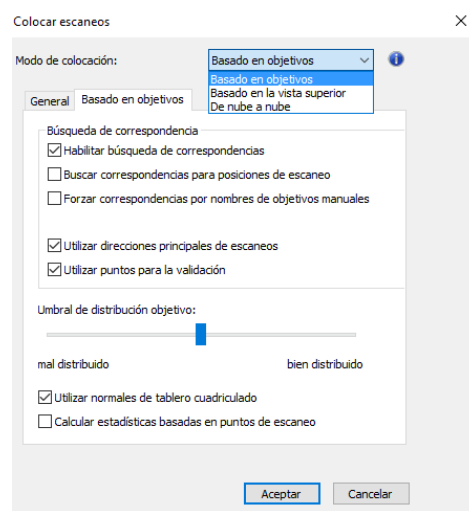 Colocar escaneos
Modo de colocación:
Basado en objetivos
Basado en objetivos
Basado en la vista superior
De nube a nube
General
Basado en objetivos
Búsqueda de correspondencia
Habilitar búsqueda de correspondencias
Buscar correspondencias para posiciones de escaneo
Forzar correspondencias por nombres de objetivos manuales
Utilizar direcciones principales de escaneos
Utilizar puntos para la validación
Umbral de distribución objetivo:
mal distribuido
bien distribuido
Utilizar normales de tablero cuadriculado
Calcular estadísticas basadas en puntos de escaneo
Aceptar
Cancelar